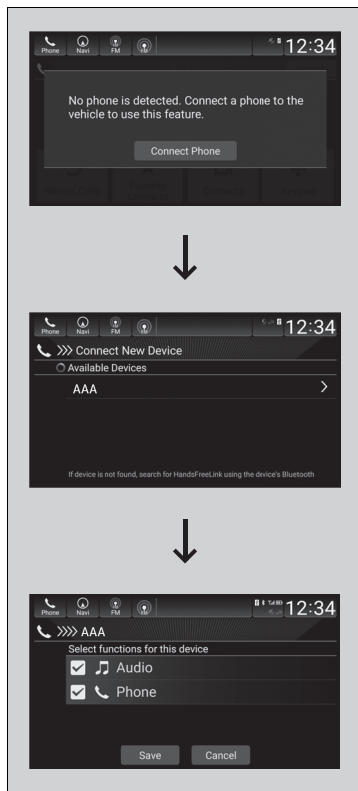 Phone Navi FM 12:34
No phone is detected. Connect a phone to the
vehicle to use this feature.
Connect Phone
Phone Navi FM 12:34
Connect New Device
Available Devices
AAA
If device is not found, search for HandsFreeLink using the device's Bluetooth
Phone Navi FM 12:34
AAA
Select functions for this device
Audio
Phone
Save Cancel